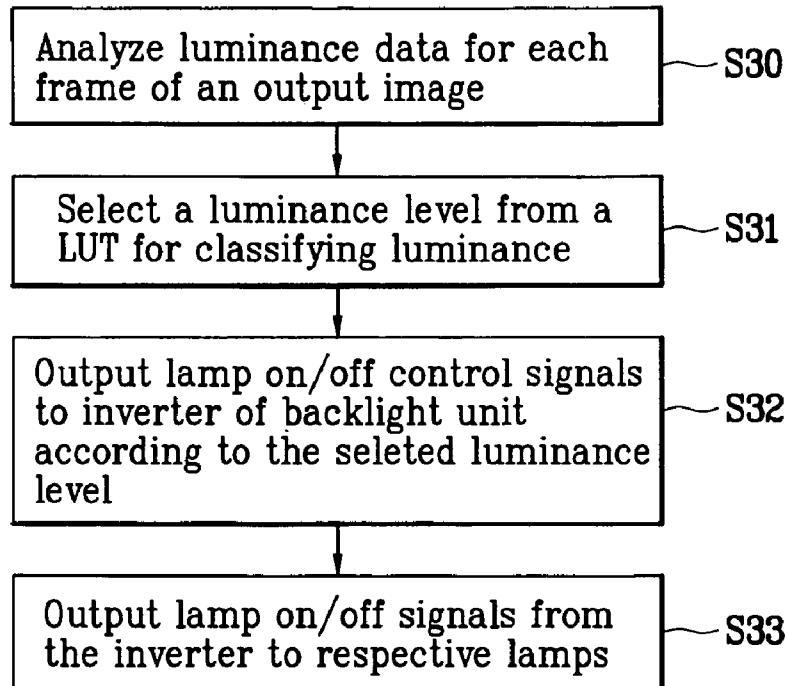 Analyze luminance data for each
frame of an output image
S30
Select a luminance level from a
LUT for classifying luminance
S31
Output lamp on/off control signals
to inverter of backlight unit
according to the seleted luminance
level
S32
Output lamp on/off signals from
the inverter to respective lamps
S33